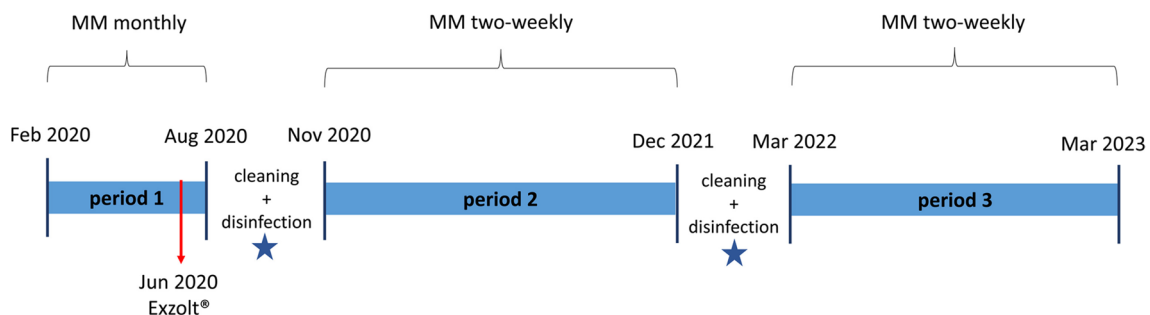 MM monthly
MM two-weekly
MM two-weekly
Feb 2020
Aug 2020
Nov 2020
Dec 2021
Mar 2022
Mar 2023
period 1
cleaning
+
disinfection
period 2
cleaning
+
disinfection
period 3
Jun 2020
Exzolt®